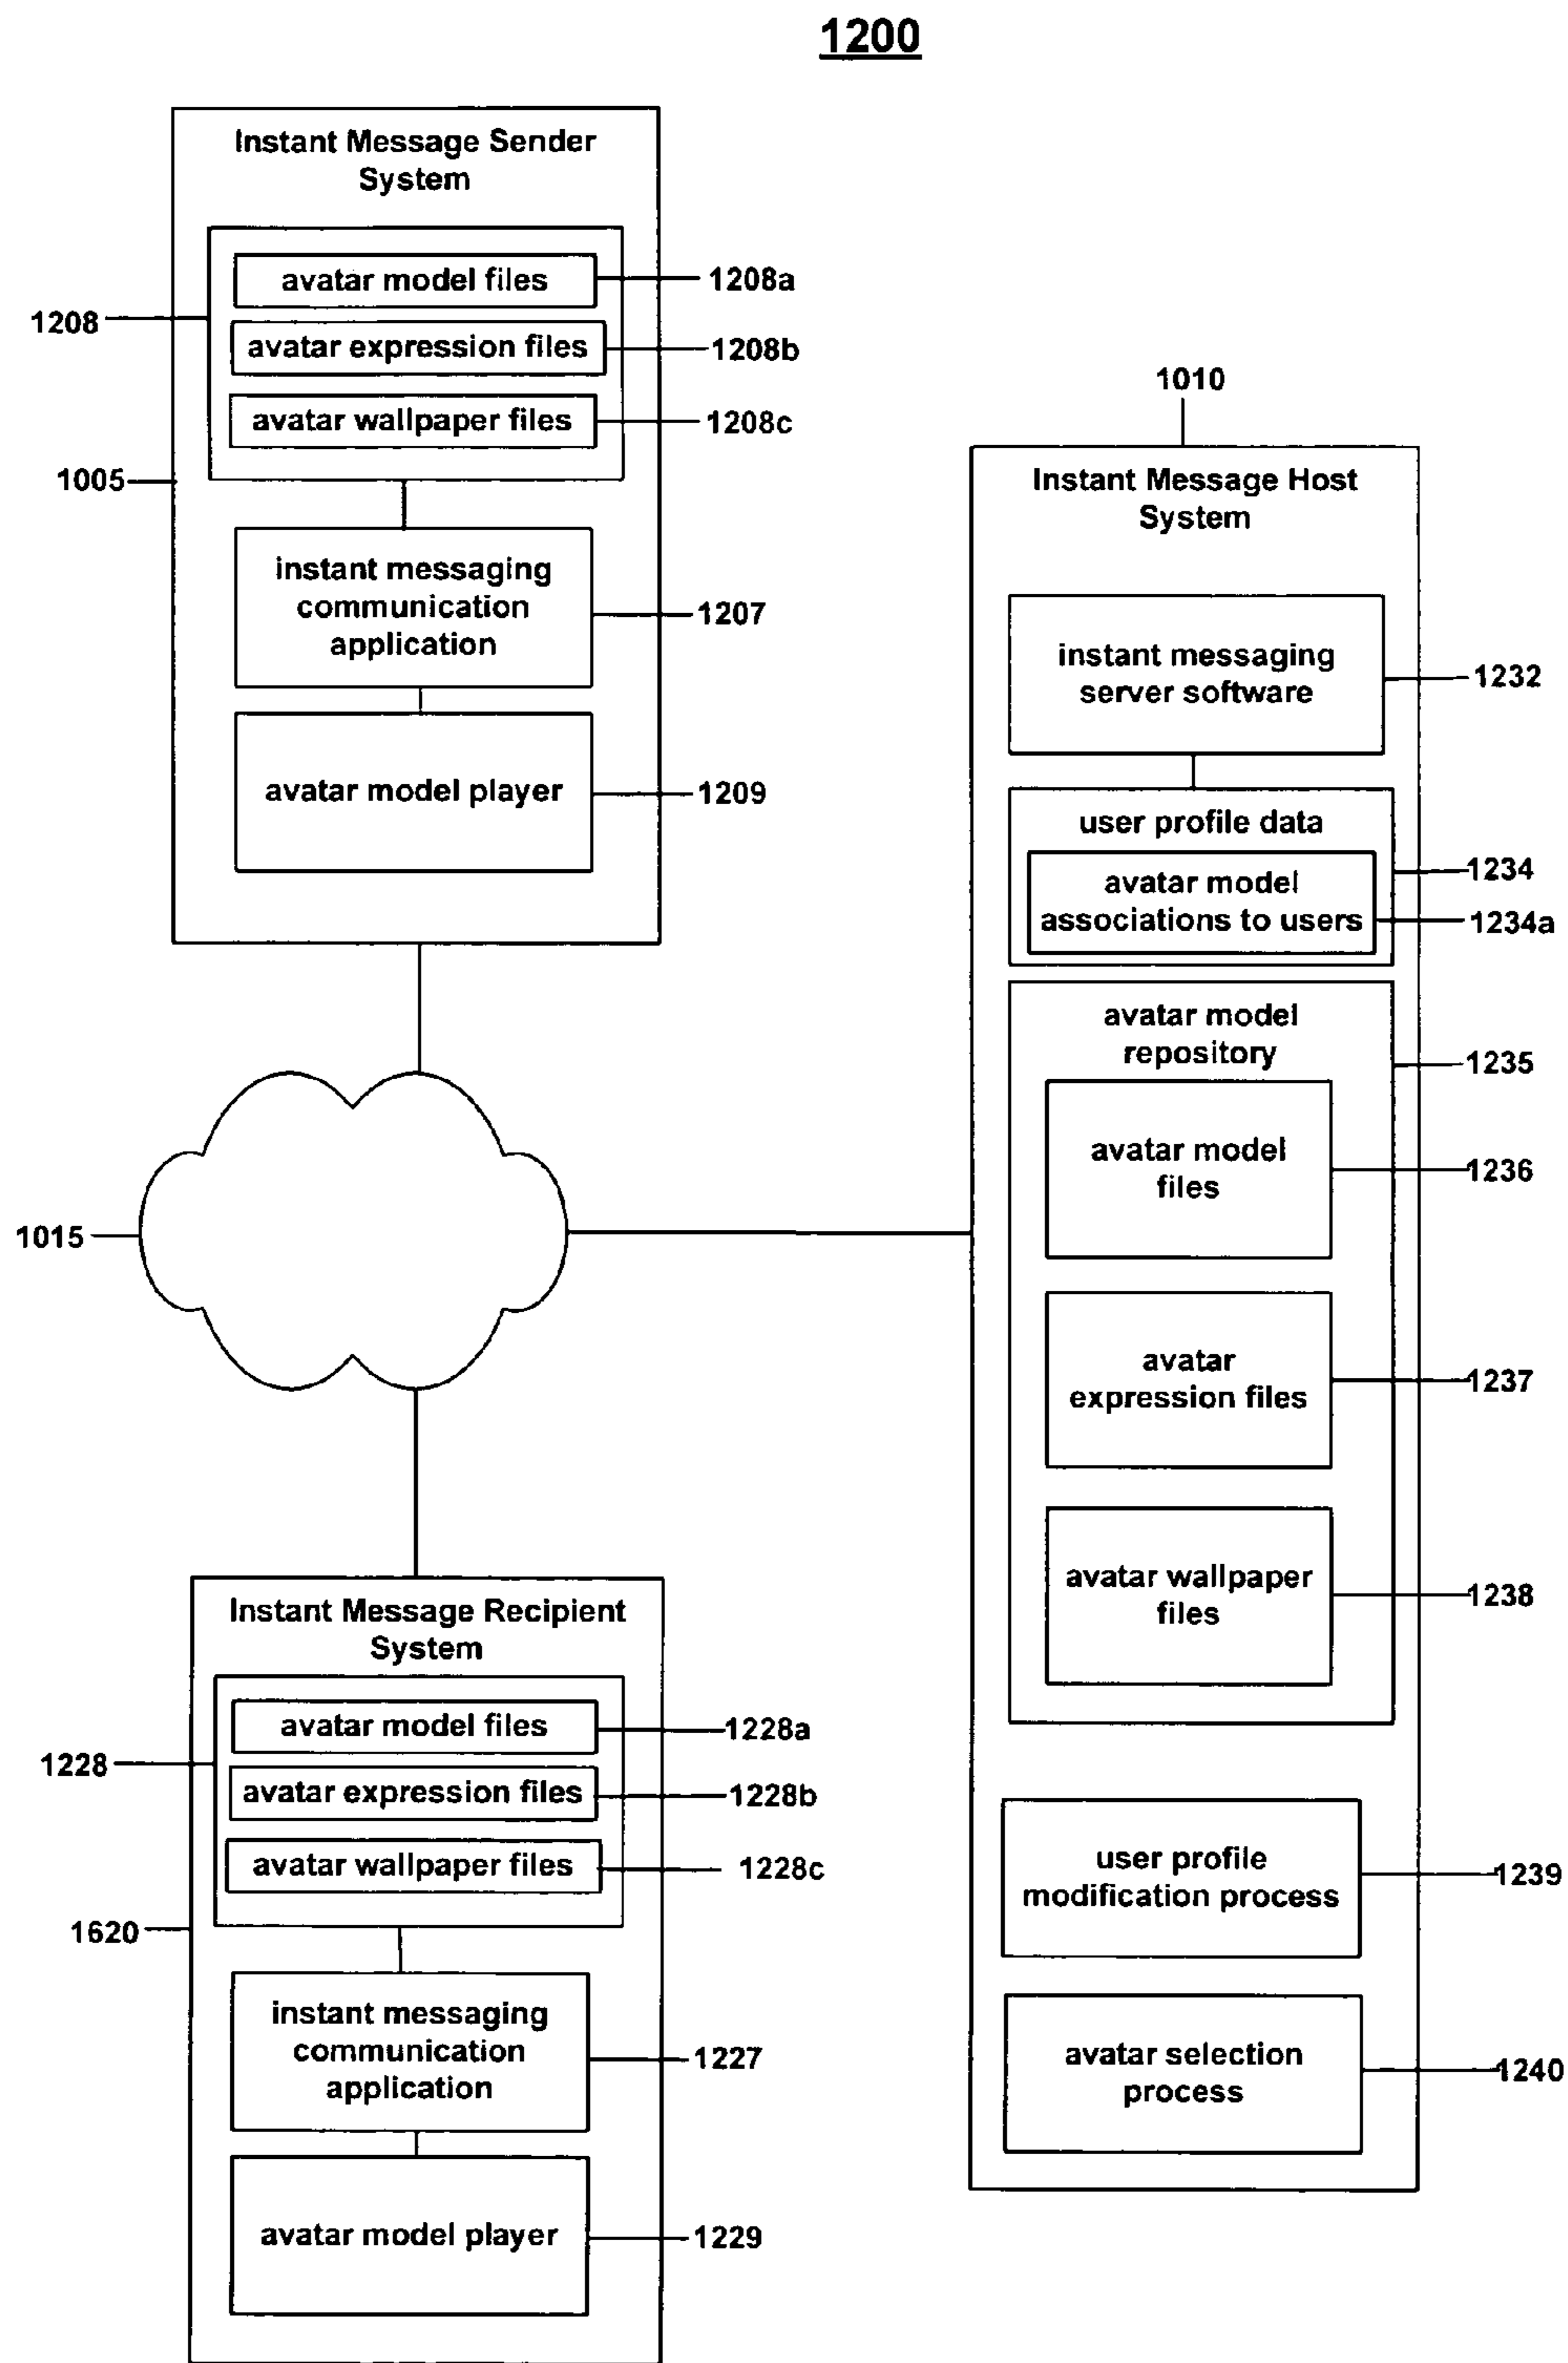 1200
Instant Message Sender
System
avatar model files
1208a
1208
avatar expression files
1208b
avatar wallpaper files
1208c
1005
instant messaging
communication
application
1207
avatar model player
1209
1015
Instant Message Recipient
System
avatar model files
1228a
1228
avatar expression files
1228b
avatar wallpaper files
1228c
1620
instant messaging
communication
application
1227
avatar model player
1229
1010
Instant Message Host
System
instant messaging
server software
1232
user profile data
1234
avatar model
associations to users
1234a
avatar model
repository
1235
avatar model
files
1236
avatar
expression files
1237
avatar wallpaper
files
1238
user profile
modification process
1239
avatar selection
process
1240